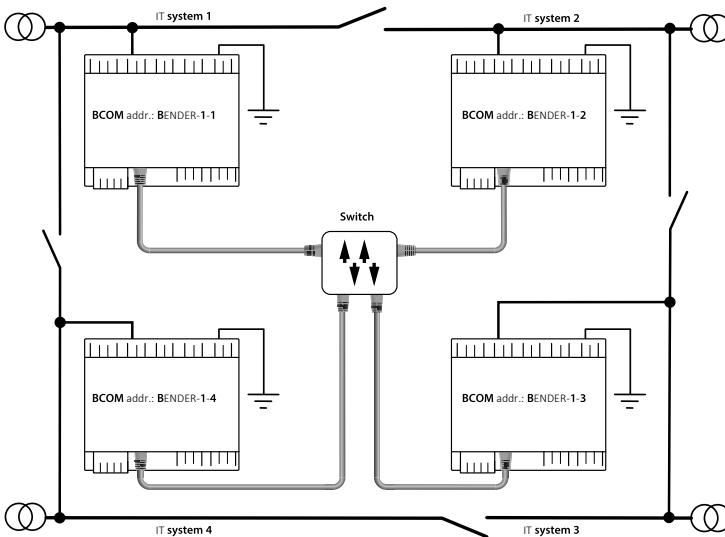 IT system 1
IT system 2
BCOM addr.: BENDER-1-1
BCOM addr.: BENDER-1-2
Switch
BCOM addr.: BENDER-1-4
BCOM addr.: BENDER-1-3
IT system 4
IT system 3